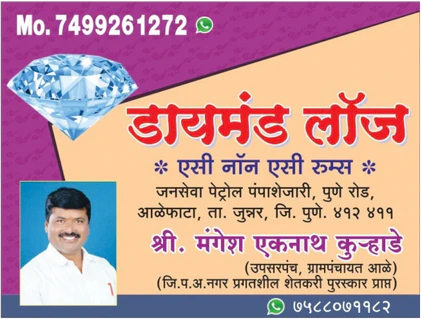 Mo. 7499261272
डायमंड लॉज
* एसी नॉन एसी रुम्स *
जनसेवा पेट्रोल पंपाशेजारी, पुणे रोड,
आळेफाटा, ता. जुन्नर, जि. पुणे. ४१२ ४११
श्री. मंगेश एकनाथ कुऱ्हाडे
(उपसरपंच, ग्रामपंचायत आळे)
(जि.प.अ.नगर प्रगतशील शेतकरी पुरस्कार प्राप्त)
७५८८०७११८२